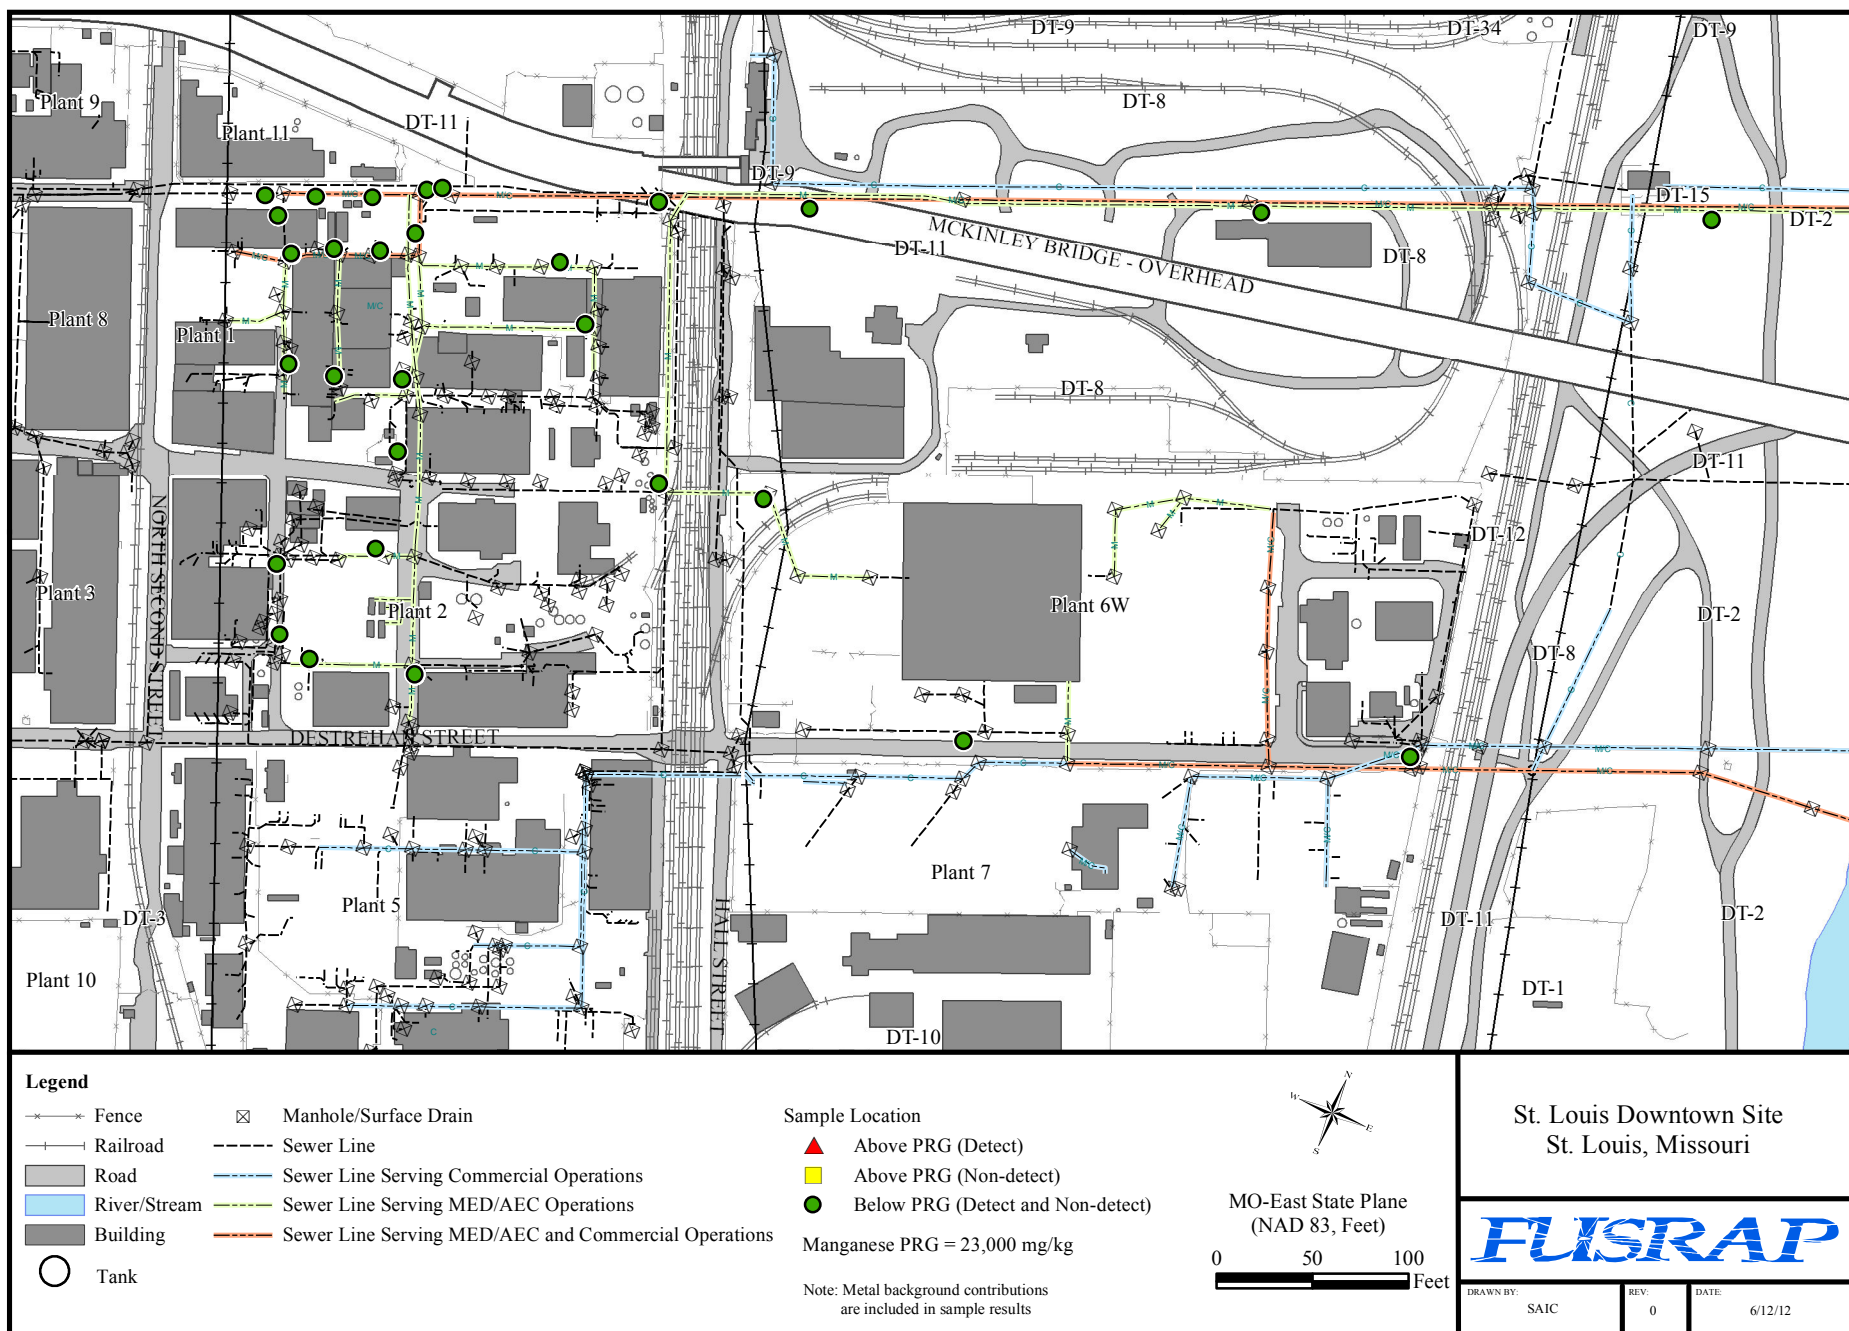 DT-9
DT-34
DT-9
Plant 9
DT-8
DT-11
Plant 11
DT-9
DT-15
DT-2
MCKINLEY BRIDGE - OVERHEAD
DT-11
DT-8
Plant 8
Plant 1
M/C
DT-8
DT-11
NORTH SECOND STREET
DT-12
Plant 3
Plant 2
Plant 6W
DT-2
DT-8
DESTREHAN STREET
Plant 7
Plant 5
DT-3
HALL STREET
DT-11
DT-2
Plant 10
DT-1
C
DT-10
Legend
Fence
Railroad
Road
River/Stream
Building
Tank
Manhole/Surface Drain
Sewer Line
Sewer Line Serving Commercial Operations
Sewer Line Serving MED/AEC Operations
Sewer Line Serving MED/AEC and Commercial Operations
Sample Location
Above PRG (Detect)
Above PRG (Non-detect)
Below PRG (Detect and Non-detect)
Manganese PRG = 23,000 mg/kg
Note: Metal background contributions
are included in sample results
N
W
E
S
MO-East State Plane
(NAD 83, Feet)
0 50 100
Feet
St. Louis Downtown Site
St. Louis, Missouri
FUSRAP
DRAWN BY:
SAIC
REV:
0
DATE:
6/12/12